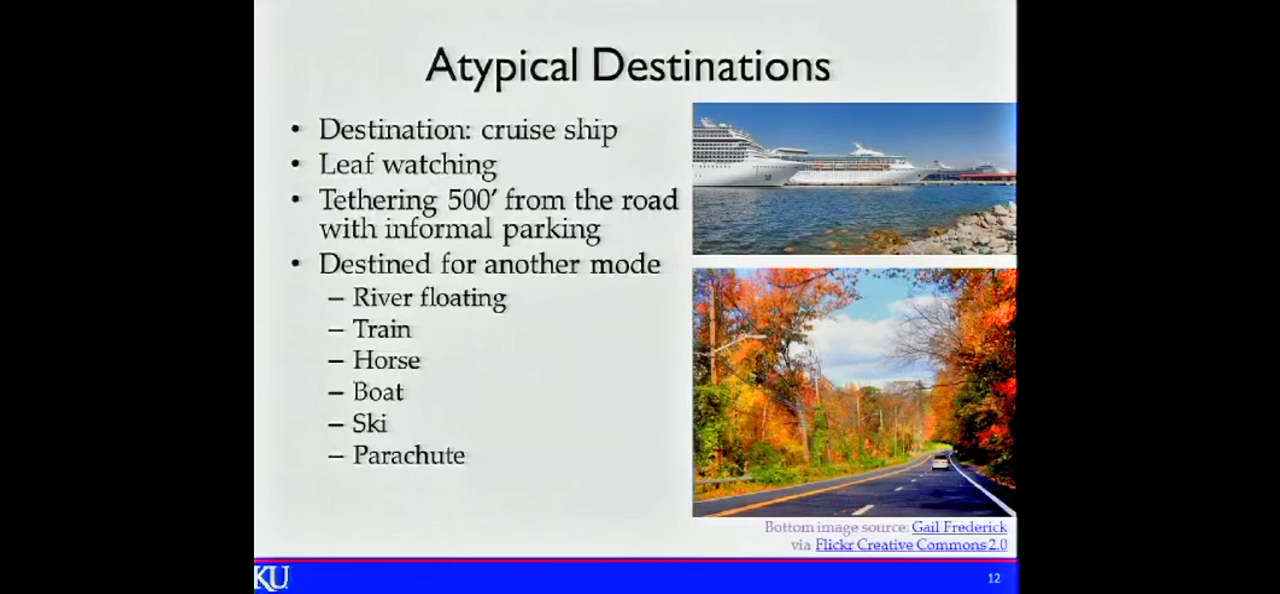 Atypical Destinations
• Destination: cruise ship
• Leaf watching
• Tethering 500′ from the road
with informal parking
• Destined for another mode
– River floating
– Train
– Horse
– Boat
– Ski
– Parachute
Bottom image source: Gail Frederick
via Flickr Creative Commons 2.0
KU
12